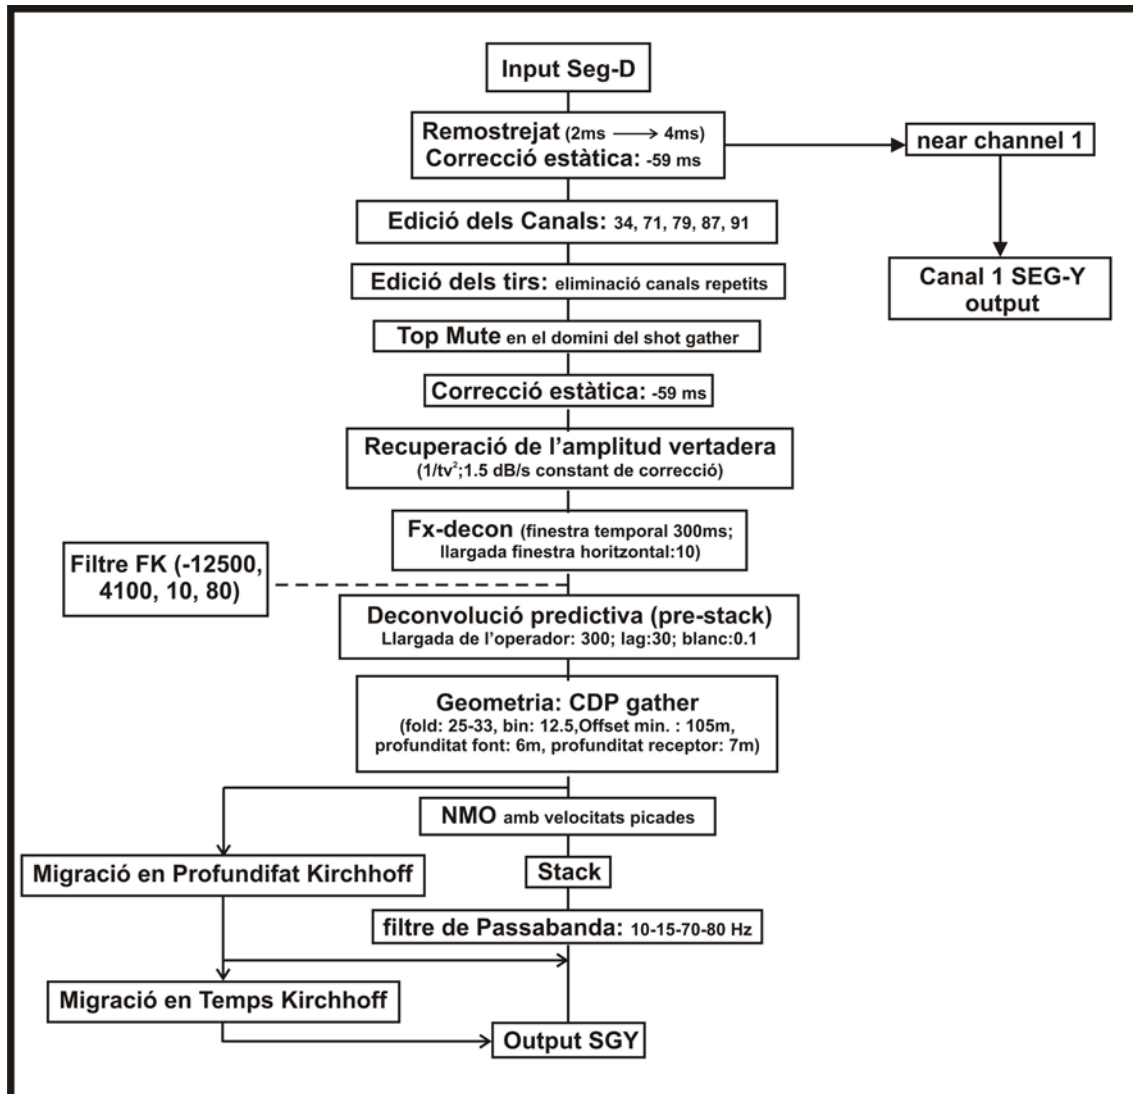 Input Seg-D
Remostrejat (2ms → 4ms)
Correcció estàtica: -59 ms
near channel 1
Canal 1 SEG-Y
output
Edició dels Canals: 34, 71, 79, 87, 91
Edició dels tirs: eliminació canals repetits
Top Mute en el domini del shot gather
Correcció estàtica: -59 ms
Recuperació de l’amplitud vertadera
(1/tv²;1.5 dB/s constant de correcció)
Fx-decon (finestra temporal 300ms;
llargada finestra horitzontal:10)
Filtre FK (-12500,
4100, 10, 80)
Deconvolució predictiva (pre-stack)
Llargada de l’operador: 300; lag:30; blanc:0.1
Geometria: CDP gather
(fold: 25-33, bin: 12.5,Offset min. : 105m,
profunditat font: 6m, profunditat receptor: 7m)
NMO amb velocitats picades
Migració en Profundifat Kirchhoff
Stack
filtre de Passabanda: 10-15-70-80 Hz
Migració en Temps Kirchhoff
Output SGY